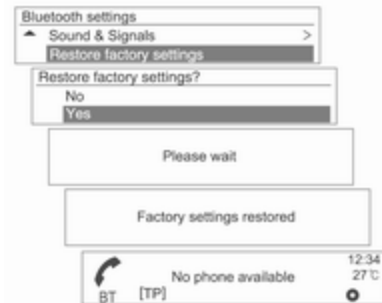 Bluetooth settings
Sound & Signals >
Restore factory settings
Restore factory settings?
No
Yes
Please wait
Factory settings restored
12:34
No phone available 27℃
BT [TP]